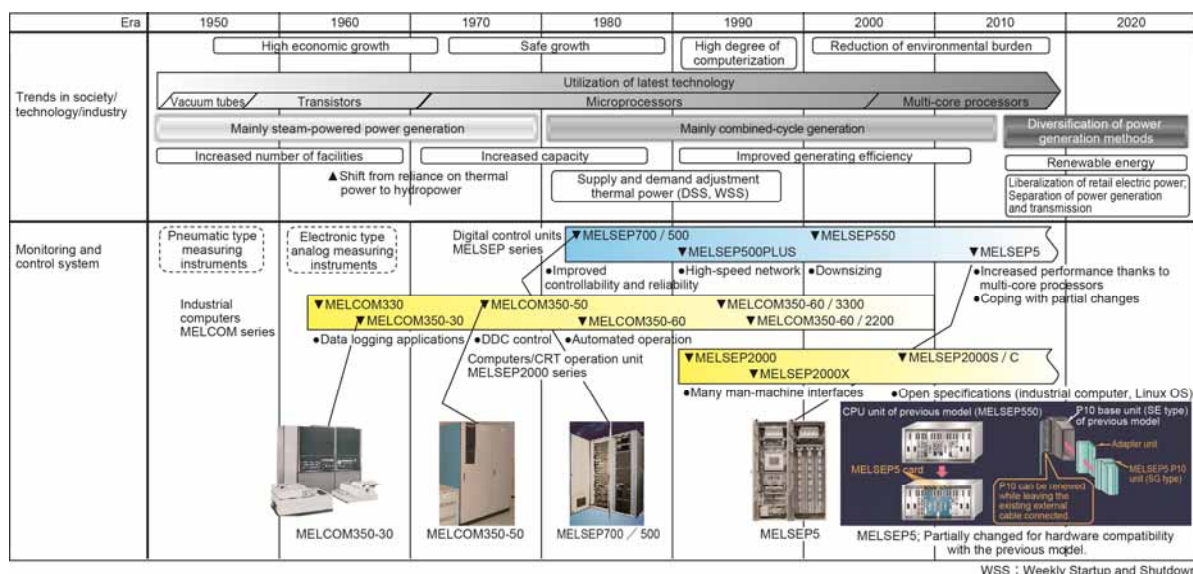 Era 1950 1960 1970 1980 1990 2000 2010 2020
Trends in society/
technology/industry
High economic growth
Safe growth
High degree of
computerization
Reduction of environmental burden
Utilization of latest technology
Vacuum tubes
Transistors
Microprocessors
Multi-core processors
Mainly steam-powered power generation
Mainly combined-cycle generation
Diversification of power
generation methods
Increased number of facilities
Increased capacity
Improved generating efficiency
Renewable energy
▲Shift from reliance on thermal
power to hydropower
Supply and demand adjustment
thermal power (DSS, WSS)
Liberalization of retail electric power;
Separation of power generation
and transmission
Monitoring and
control system
Pneumatic type
measuring
instruments
Electronic type
analog measuring
instruments
Digital control units
MELSEP series
▼MELSEP700 / 500
▼MELSEP550
▼MELSEP500PLUS
▼MELSEP5
●Improved
controllability and reliability
●High-speed network
●Downsizing
●Increased performance thanks to
multi-core processors
●Coping with partial changes
Industrial
computers
MELCOM series
▼MELCOM330
▼MELCOM350-50
▼MELCOM350-60 / 3300
▼MELCOM350-30
▼MELCOM350-60
▼MELCOM350-60 / 2200
●Data logging applications
●DDC control
●Automated operation
Computers/CRT operation unit
MELSEP2000 series
▼MELSEP2000
▼MELSEP2000S / C
▼MELSEP2000X
●Many man-machine interfaces
●Open specifications (industrial computer, Linux OS)
CPU unit of previous model (MELSEP550)
P10 base unit (SE type)
of previous model
Adapter unit
MELSEP5 P10
unit (SG type)
MELSEP5 card
P10 can be renewed
while leaving the
existing external
cable connected.
MELCOM350-30
MELCOM350-50
MELSEP700 / 500
MELSEP5
MELSEP5; Partially changed for hardware compatibility
with the previous model.
WSS : Weekly Startup and Shutdown